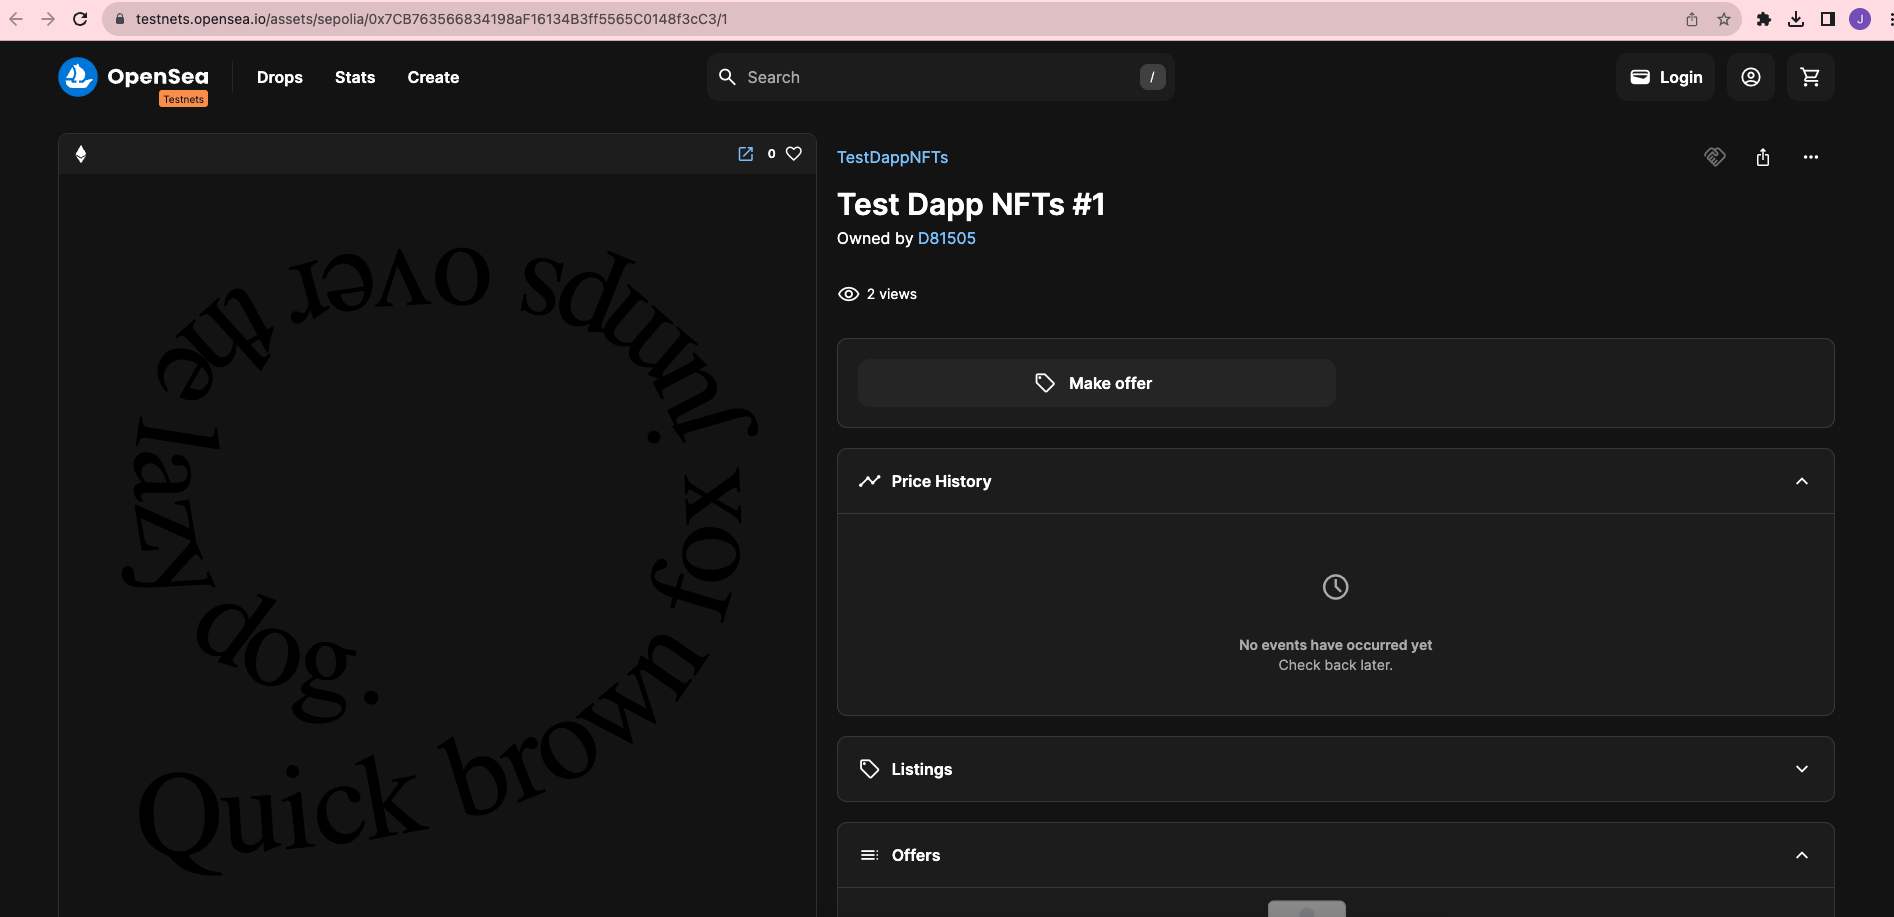 testnets.opensea.io/assets/sepolia/0x7CB763566834198aF16134B3ff5565C0148f3cC3/1
J
OpenSea
Testnets
Drops
Stats
Create
Search
/
Login
0
Quick brown fox jumps over the lazy dog.
TestDappNFTs
Test Dapp NFTs #1
Owned by D81505
2 views
Make offer
Price History
No events have occurred yet
Check back later.
Listings
Offers